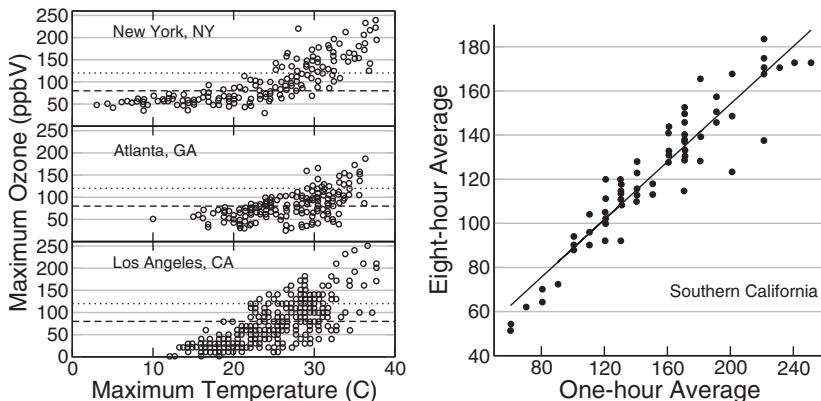 Maximum Ozone (ppbV)
250
200
150
100
50
New York, NY
200
150
100
50
Atlanta, GA
250
200
150
100
50
0
Los Angeles, CA
0 10 20 30 40
Maximum Temperature (C)
Eight-hour Average
180
160
140
120
100
80
60
40
Southern California
80 120 160 200 240
One-hour Average